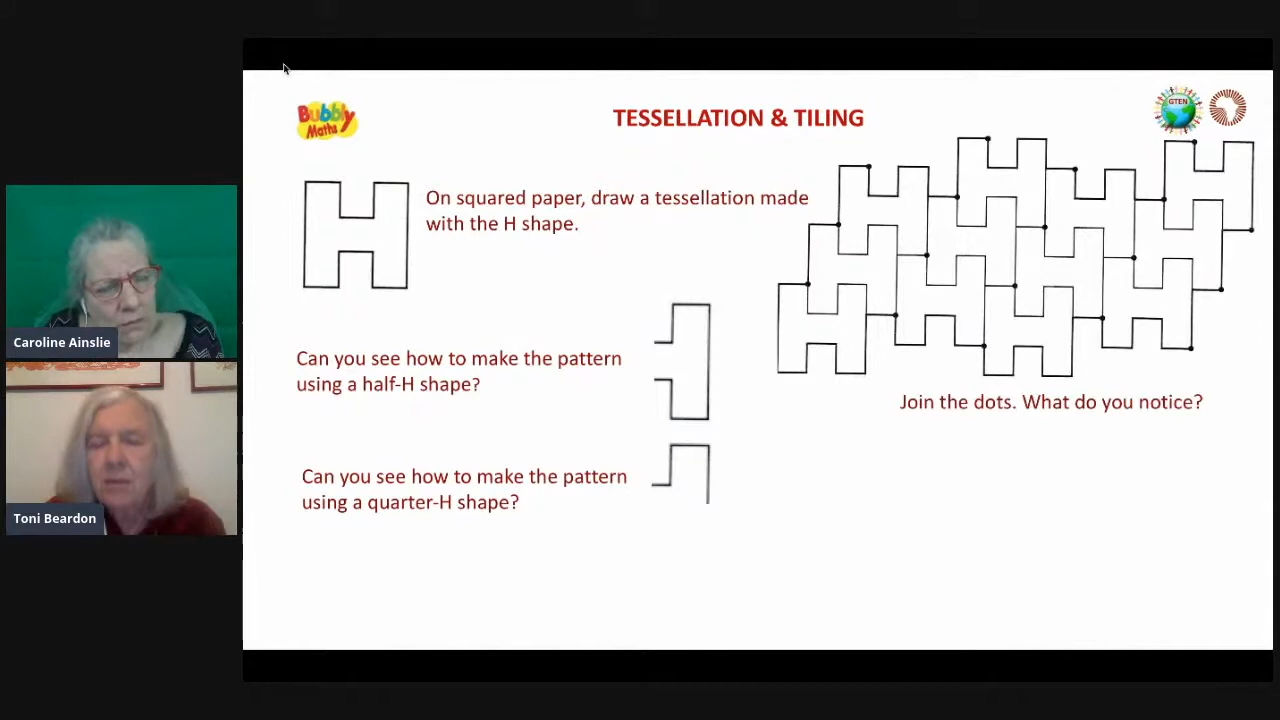 Bubbly
Maths
TESSELLATION & TILING
GTEN
On squared paper, draw a tessellation made
with the H shape.
Can you see how to make the pattern
using a half-H shape?
Join the dots. What do you notice?
Can you see how to make the pattern
using a quarter-H shape?
Caroline Ainslie
Toni Beardon